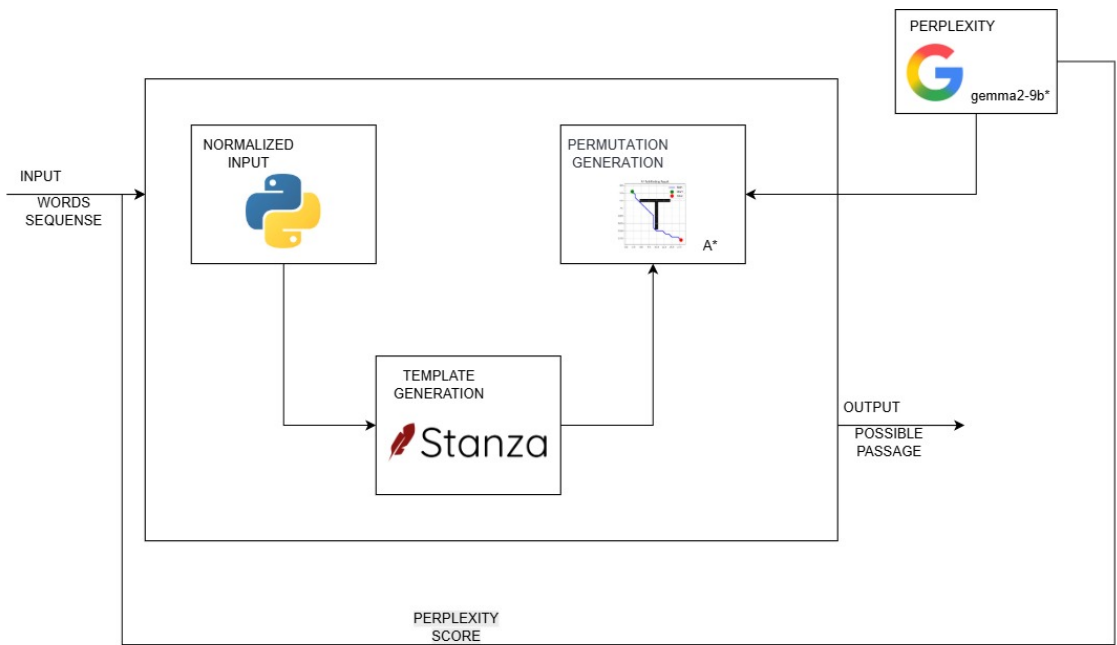 PERPLEXITY
gemma2-9b*
NORMALIZED
INPUT
PERMUTATION
GENERATION
A*
INPUT
WORDS
SEQUENSE
TEMPLATE
GENERATION
Stanza
OUTPUT
POSSIBLE
PASSAGE
PERPLEXITY
SCORE